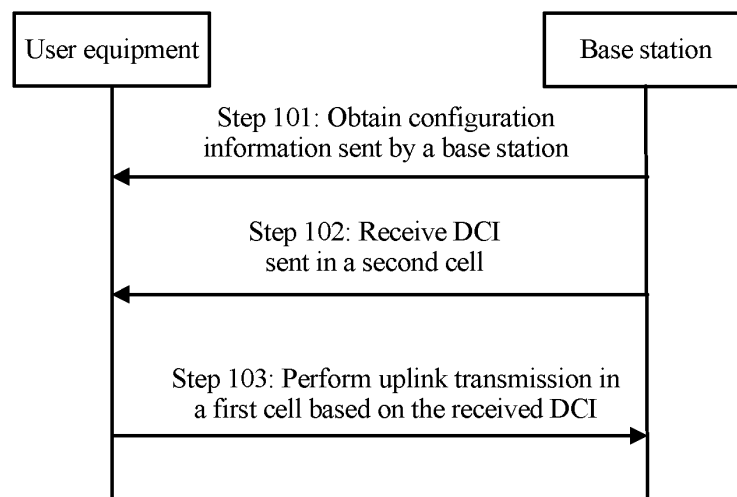 User equipment
Base station
Step 101: Obtain configuration
information sent by a base station
Step 102: Receive DCI
sent in a second cell
Step 103: Perform uplink transmission in
a first cell based on the received DCI